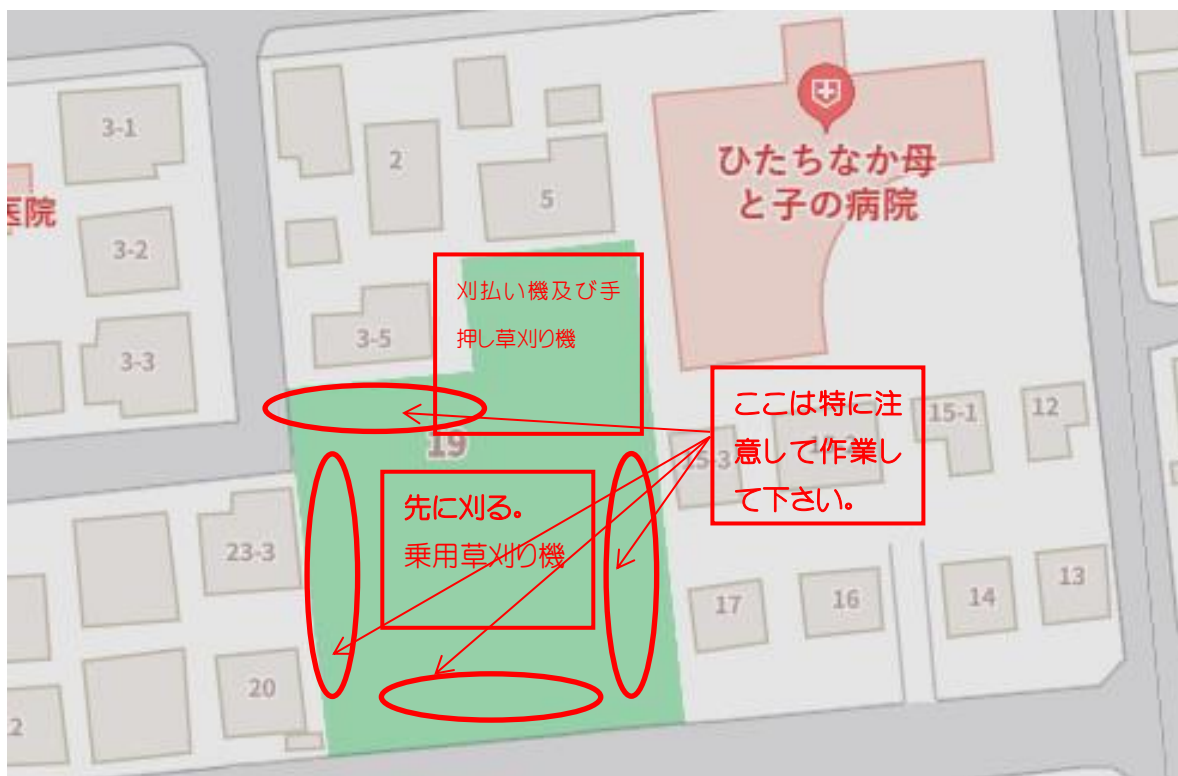 3-1
2
5
ひたちなか母
と子の病院
医院
3-2
刈払い機及び手
押し草刈り機
3-5
3-3
ここは特に注
意して作業し
て下さい。
15-1
12
19
15-3
先に刈る。
乗用草刈り機
23-3
17
16
14
13
20
2